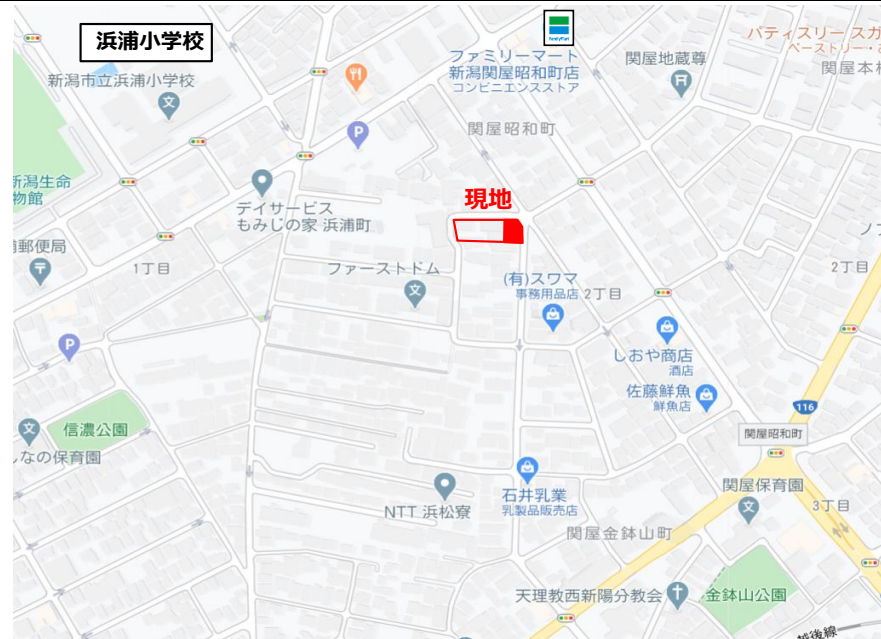 浜浦小学校
FamilyMart
パティスリー スガ
ベーストリー・
ファミリーマート
新潟関屋昭和町店
コンビニエンスストア
関屋地蔵尊
関屋本村
新潟市立浜浦小学校
文
P
関屋昭和町
新潟生命
物館
現地
デイサービス
もみじの家 浜浦町
郵便局
〒
1丁目
ファーストドム
文
(有)スワマ
事務用品店
2丁目
2丁目
P
しおや商店
酒店
佐藤鮮魚
鮮魚店
116
関屋昭和町
文
信濃公園
なの保育園
NTT 浜松寮
石井乳業
乳製品販売店
関屋保育園
文
3丁目
関屋金鉢山町
天理教西新陽分教会
金鉢山公園
越後線